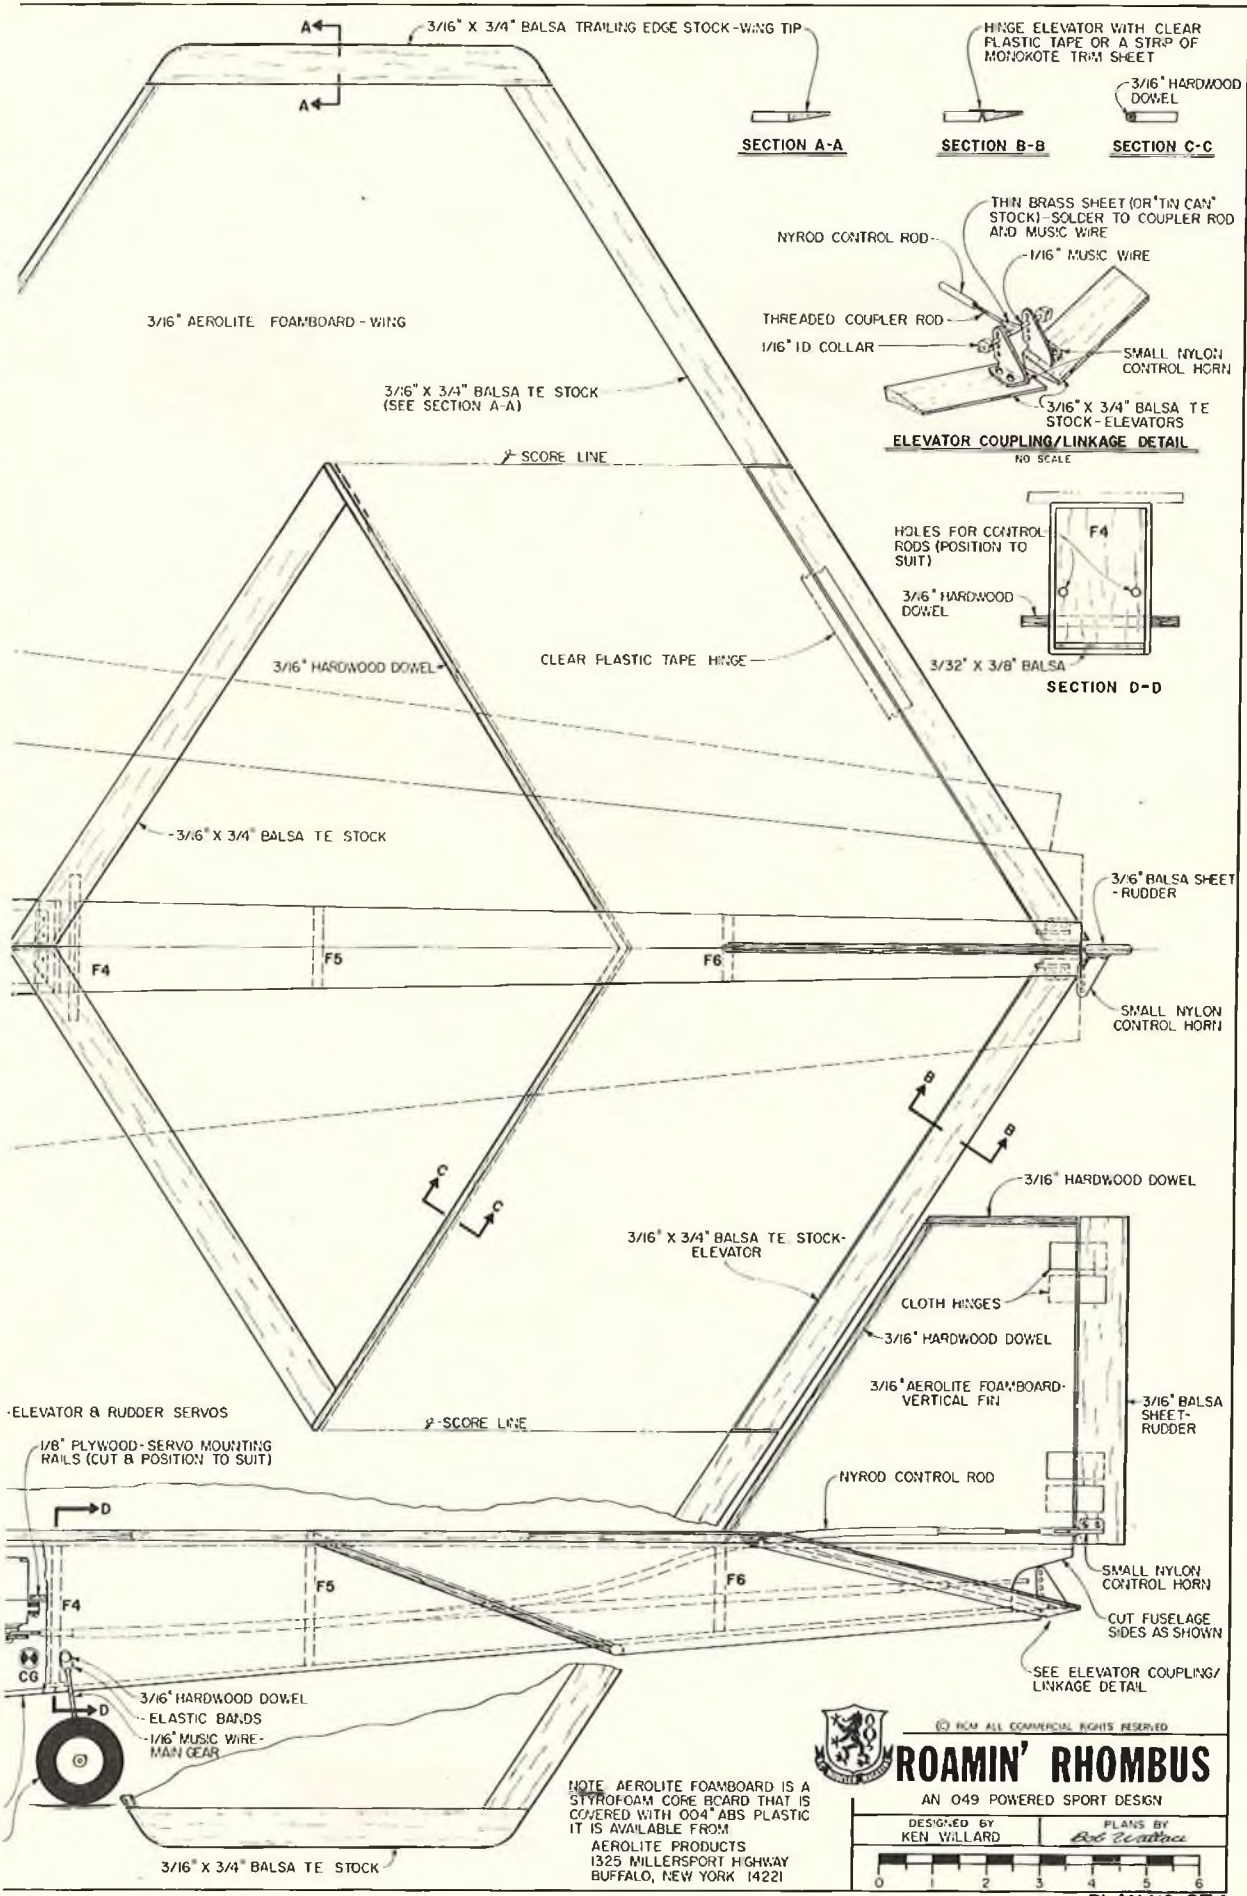 A
3/16" X 3/4" BALSA TRAILING EDGE STOCK-WING TIP
A
HINGE ELEVATOR WITH CLEAR
PLASTIC TAPE OR A STRIP OF
MONOKOTE TRIM SHEET
3/16" HARDWOOD
DOWEL
SECTION A-A
SECTION B-B
SECTION C-C
THIN BRASS SHEET (OR "TIN CAN"
STOCK)-SOLDER TO COUPLER ROD
AND MUSIC WIRE
NYROD CONTROL ROD
1/16" MUSIC WIRE
THREADED COUPLER ROD
1/16" ID COLLAR
SMALL NYLON
CONTROL HORN
3/16" X 3/4" BALSA TE
STOCK-ELEVATORS
ELEVATOR COUPLING/LINKAGE DETAIL
NO SCALE
3/16" AEROLITE FOAMBOARD-WING
3/16" X 3/4" BALSA TE STOCK
(SEE SECTION A-A)
SCORE LINE
HOLES FOR CONTROL
RODS (POSITION TO
SUIT)
F4
3/16" HARDWOOD
DOWEL
3/32" X 3/8" BALSA
SECTION D-D
3/16" HARDWOOD DOWEL
CLEAR PLASTIC TAPE HINGE
3/16" X 3/4" BALSA TE STOCK
3/16" BALSA SHEET
-RUDDER
F4
F5
F6
SMALL NYLON
CONTROL HORN
B
B
C
C
3/16" HARDWOOD DOWEL
3/16" X 3/4" BALSA TE STOCK-
ELEVATOR
CLOTH HINGES
3/16" HARDWOOD DOWEL
3/16" AEROLITE FOAMBOARD-
VERTICAL FIN
3/16" BALSA
SHEET-
RUDDER
-ELEVATOR & RUDDER SERVOS
SCORE LINE
1/8" PLYWOOD-SERVO MOUNTING
RAILS (CUT & POSITION TO SUIT)
NYROD CONTROL ROD
D
F4
F5
F6
SMALL NYLON
CONTROL HORN
CUT FUSELAGE
SIDES AS SHOWN
CG
SEE ELEVATOR COUPLING/
LINKAGE DETAIL
3/16" HARDWOOD DOWEL
D
ELASTIC BANDS
1/16" MUSIC WIRE-
MAIN GEAR
NOTE AEROLITE FOAMBOARD IS A
STYROFOAM CORE BOARD THAT IS
COVERED WITH 004" ABS PLASTIC
IT IS AVAILABLE FROM
AEROLITE PRODUCTS
1325 MILLERSPORT HIGHWAY
BUFFALO, NEW YORK 14221
3/16" X 3/4" BALSA TE STOCK
© RCM ALL COMMERCIAL RIGHTS RESERVED
ROAMIN' RHOMBUS
AN 049 POWERED SPORT DESIGN
DESIGNED BY
KEN WILLARD
PLANS BY
Bob Wallace
0 1 2 3 4 5 6